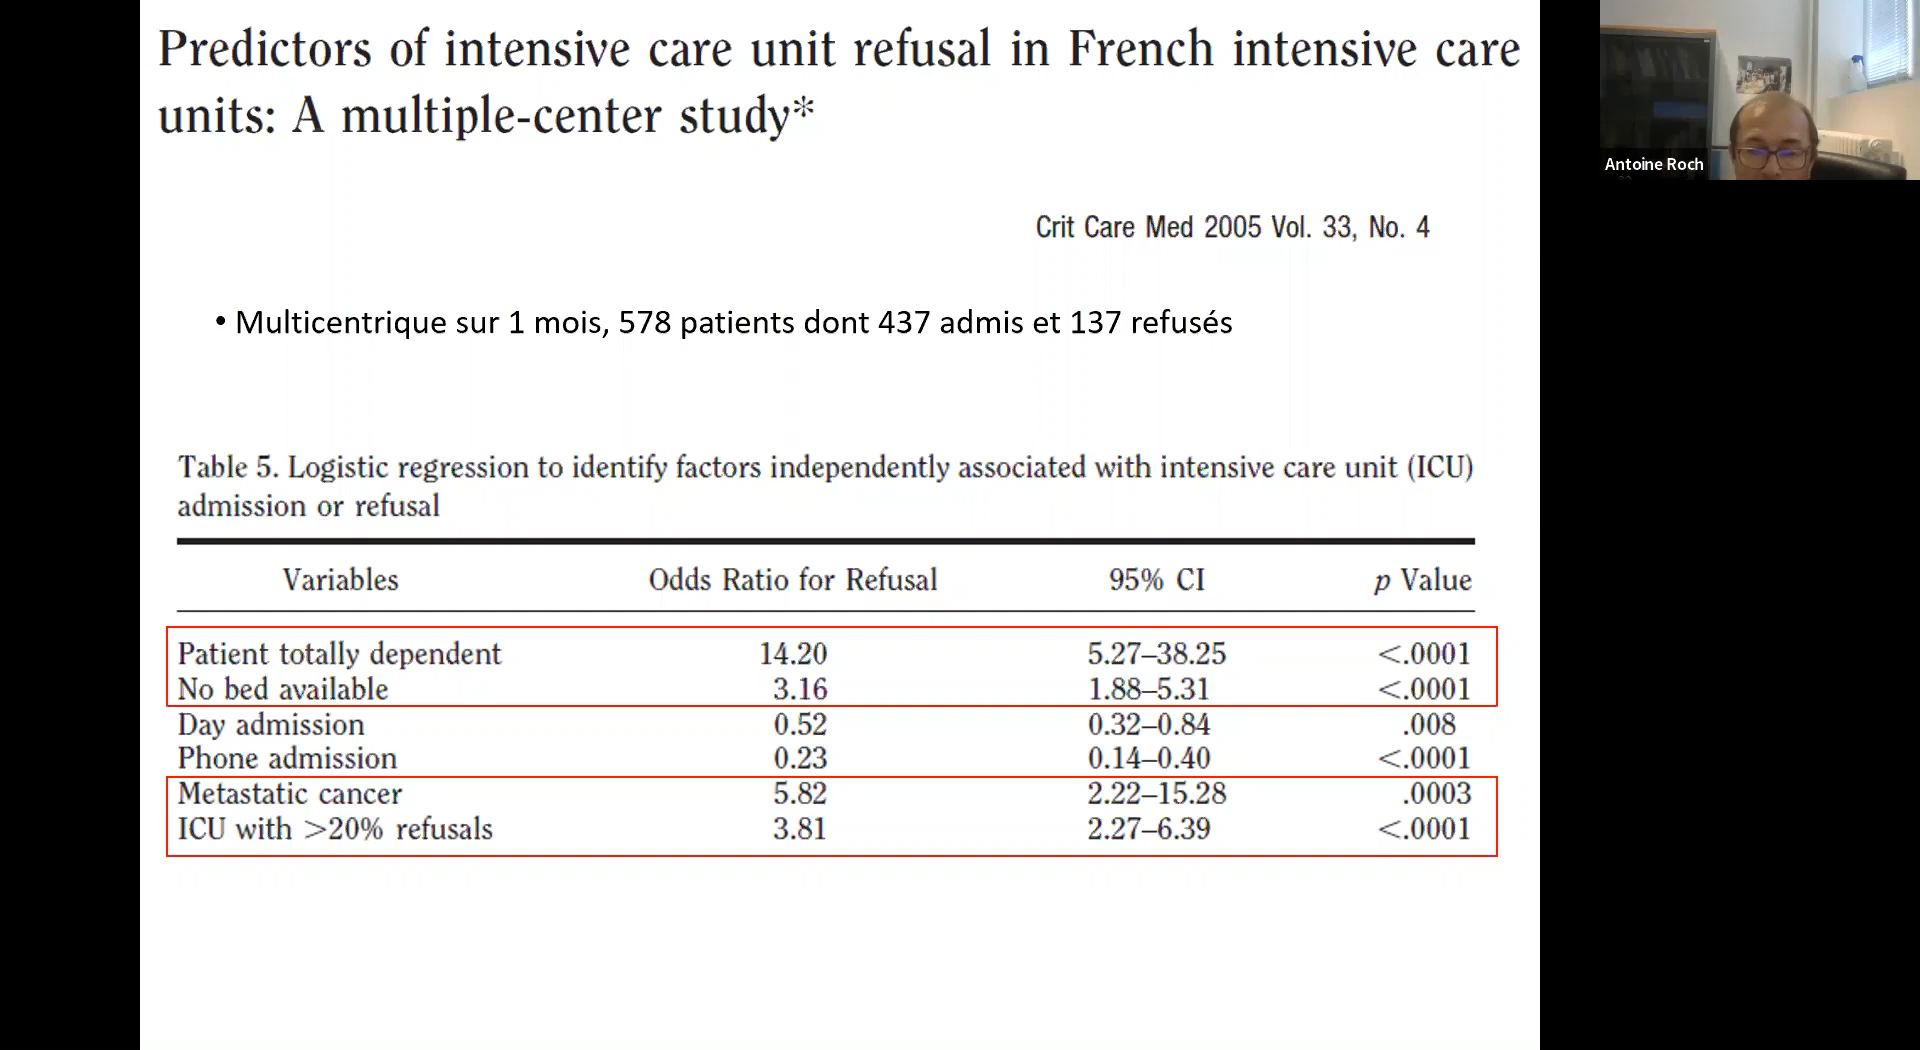 Predictors of intensive care unit refusal in French intensive care
units: A multiple-center study*
Crit Care Med 2005 Vol. 33, No. 4
• Multicentrique sur 1 mois, 578 patients dont 437 admis et 137 refusés
Table 5. Logistic regression to identify factors independently associated with intensive care unit (ICU)
admission or refusal
Variables Odds Ratio for Refusal 95% CI p Value
Patient totally dependent 14.20 5.27–38.25 <.0001
No bed available 3.16 1.88–5.31 <.0001
Day admission 0.52 0.32–0.84 .008
Phone admission 0.23 0.14–0.40 <.0001
Metastatic cancer 5.82 2.22–15.28 .0003
ICU with >20% refusals 3.81 2.27–6.39 <.0001
Antoine Roch